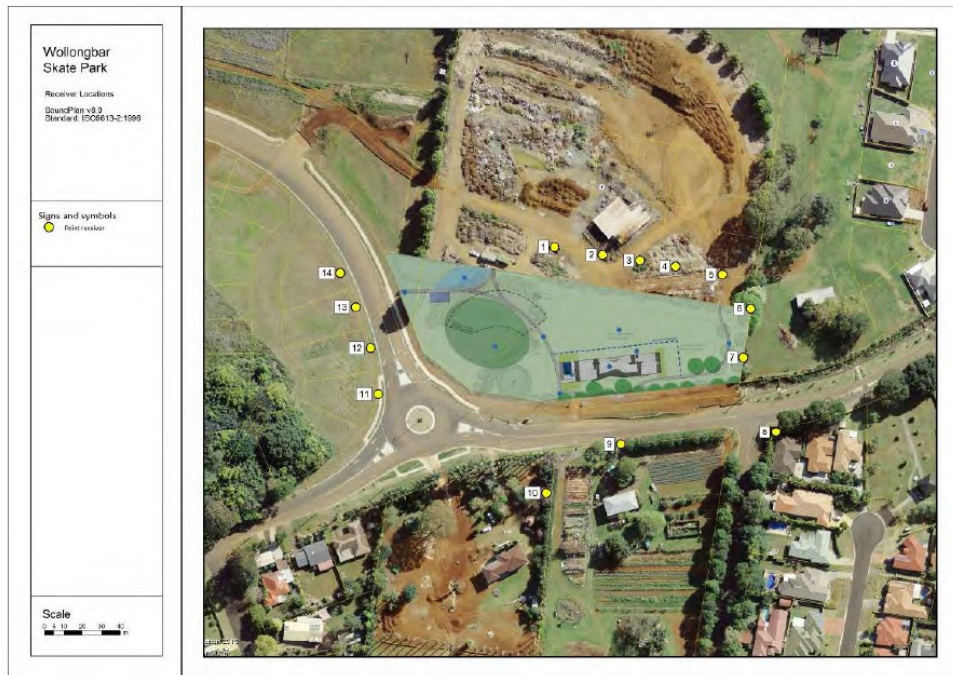 Wollongbar
Skate Park
Receiver Locations
SoundPlan v8.0
Standard: ISO9613-2:1996
Signs and symbols
Point receiver
Scale
0 5 10 20 30 40
m
1
2
3
4
5
6
7
8
9
10
11
12
13
14